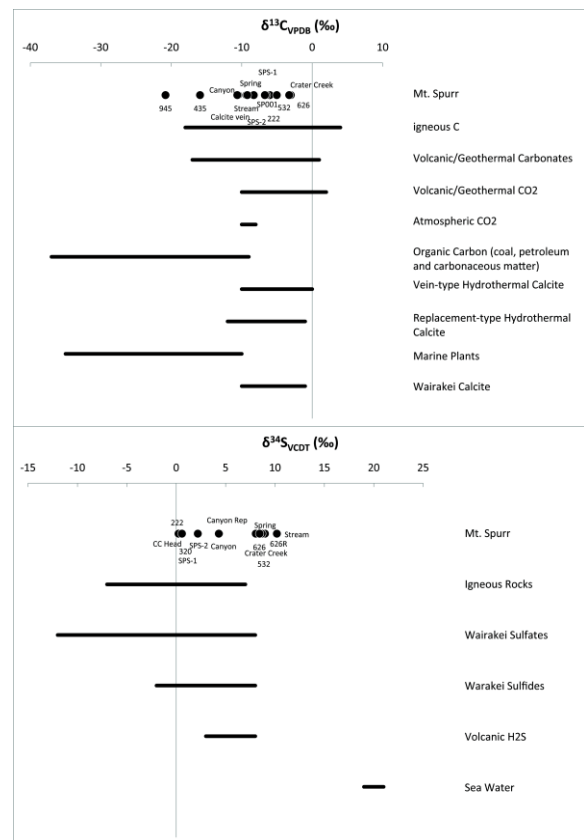 δ13CVPDB (‰)
-40 -30 -20 -10 0 10
SPS-1
Canyon Spring Crater Creek
Mt. Spurr
945 435 Stream SP001 532 626
Calcite vein SPS-2 222
igneous C
Volcanic/Geothermal Carbonates
Volcanic/Geothermal CO2
Atmospheric CO2
Organic Carbon (coal, petroleum
and carbonaceous matter)
Vein-type Hydrothermal Calcite
Replacement-type Hydrothermal
Calcite
Marine Plants
Wairakei Calcite
δ34SVCDT (‰)
-15 -10 -5 0 5 10 15 20 25
222 Canyon Rep Spring
Stream Mt. Spurr
CC Head SPS-2 Canyon 626 626R
320 Crater Creek
SPS-1 532
Igneous Rocks
Wairakei Sulfates
Warakei Sulfides
Volcanic H2S
Sea Water